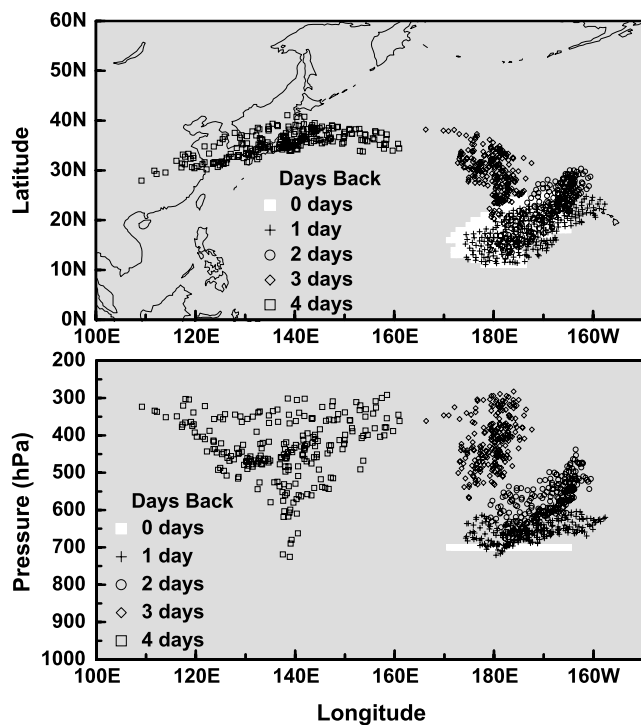 60N
50N
40N
30N
20N
10N
0N
Latitude
Days Back
0 days
1 day
2 days
3 days
4 days
100E 120E 140E 160E 180E 160W
200
300
400
500
600
700
800
900
1000
Pressure (hPa)
Days Back
0 days
1 day
2 days
3 days
4 days
100E 120E 140E 160E 180E 160W
Longitude